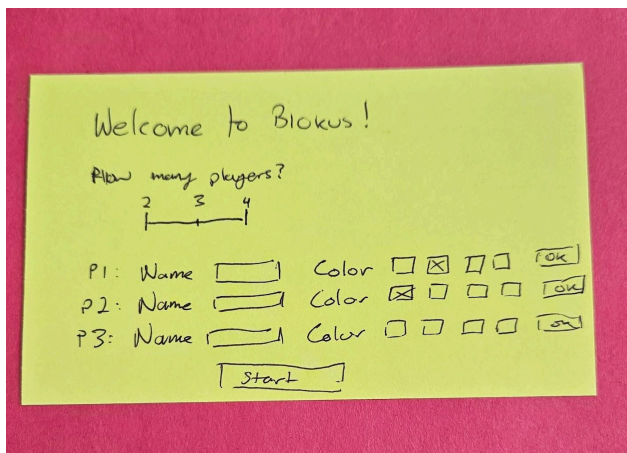 Welcome to Blokus!
How many players?
2 3 4
P1: Name Color OK
P2: Name Color OK
P3: Name Color OK
Start